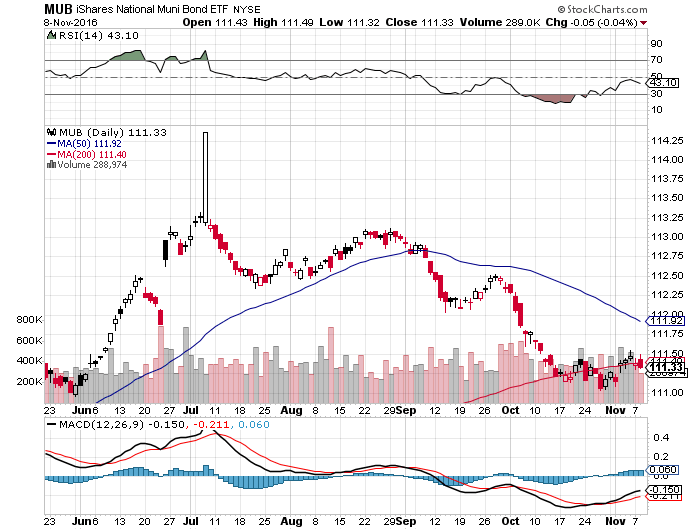 MUB iShares National Muni Bond ETF NYSE © StockCharts.com
8-Nov-2016 Open 111.43 High 111.49 Low 111.32 Close 111.33 Volume 289.0K Chg -0.05 (-0.04%)
RSI(14) 43.10
90
70
50
43.10
30
10
MUB (Daily) 111.33
MA(50) 111.92
MA(200) 111.40
Volume 288,974
114.25
114.00
113.75
113.50
113.25
113.00
112.75
112.50
112.25
112.00
111.92
111.50
111.33
111.00
800K
600K
400K
200K
23 Jun 6 13 20 27 Jul 11 18 25 Aug 8 15 22 29 Sep 12 19 26 Oct 10 17 24 Nov 7
MACD(12,26,9) -0.150, -0.211, 0.060
0.4
0.2
0.060
0.0
-0.150
-0.211
23 Jun 6 13 20 27 Jul 11 18 25 Aug 8 15 22 29 Sep 12 19 26 Oct 10 17 24 Nov 7